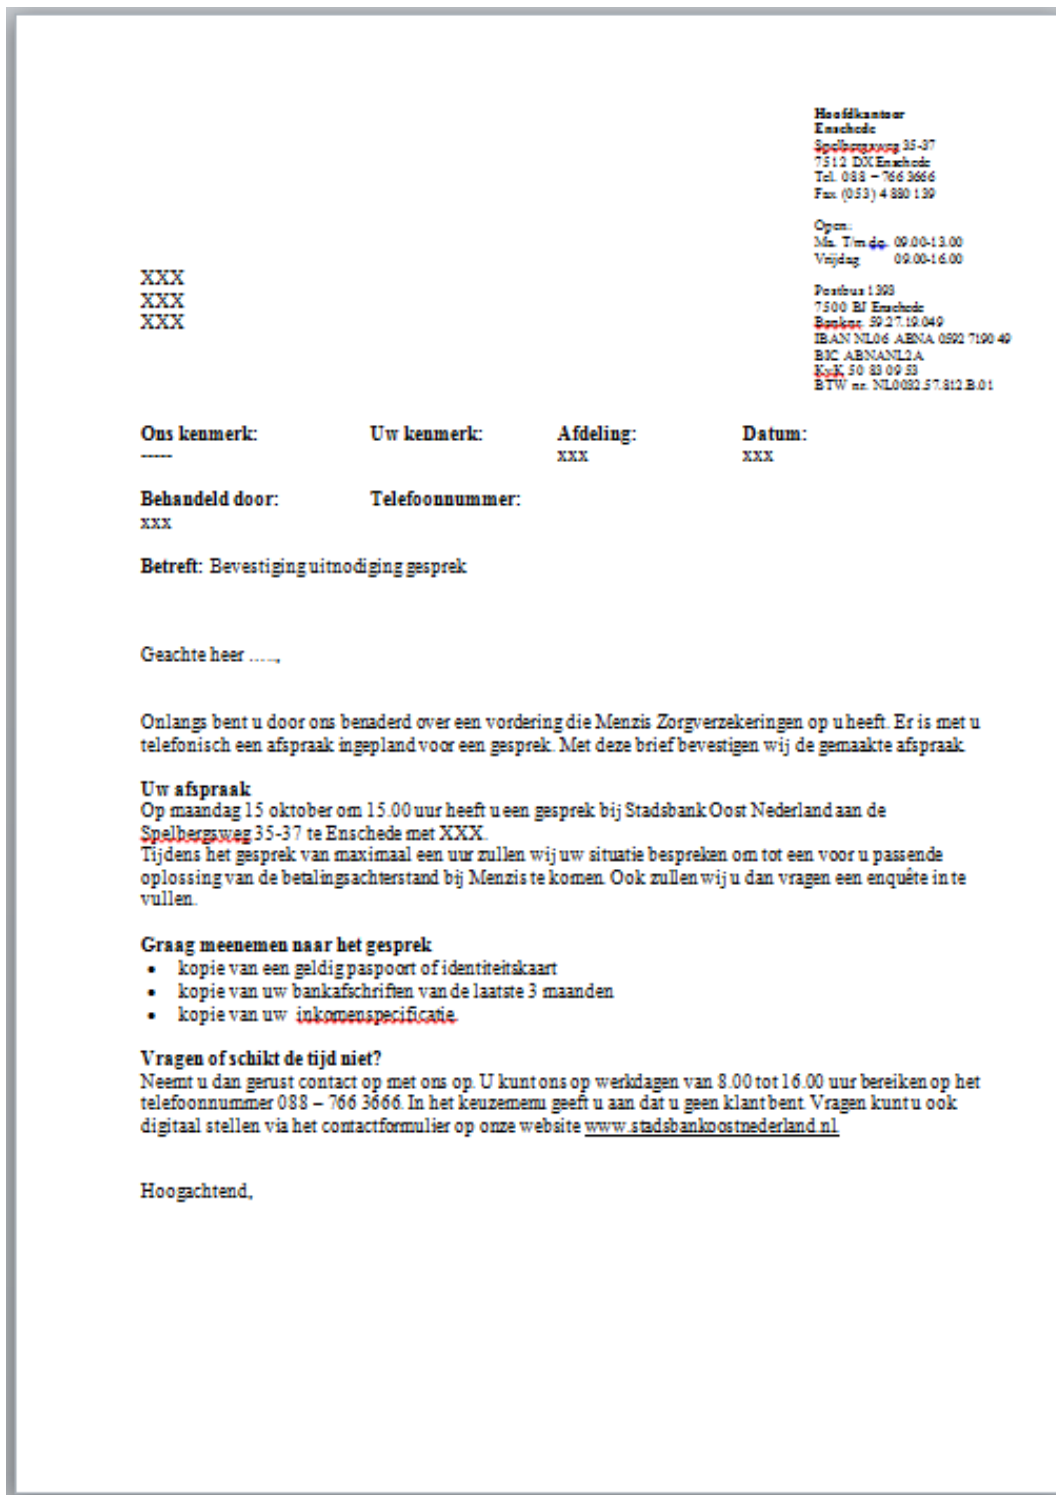 Hoofdkantoor
Enschede
Spelbergsweg 35-37
7512 DX Enschede
Tel. 088 – 766 3666
Fax (053) 4 880 139
Open:
Ma. T/m do. 09.00-13.00
Vrijdag 09.00-16.00
XXX
XXX
XXX
Postbus 1393
7500 BJ Enschede
Banknr. 59.27.19.049
IBAN NL06 ABNA 0592 7190 49
BIC ABNANL2A
KvK 50 83 09 53
BTW nr. NL0032.57.812.B.01
Ons kenmerk: Uw kenmerk: Afdeling: Datum:
----- xxx xxx
Behandeld door: Telefoonnummer:
xxx
Betreft: Bevestiging uitnodiging gesprek
Geachte heer .....,
Onlangs bent u door ons benaderd over een vordering die Menzis Zorgverzekeringen op u heeft. Er is met u
telefonisch een afspraak ingepland voor een gesprek. Met deze brief bevestigen wij de gemaakte afspraak.
Uw afspraak
Op maandag 15 oktober om 15.00 uur heeft u een gesprek bij Stadsbank Oost Nederland aan de
Spelbergsweg 35-37 te Enschede met XXX.
Tijdens het gesprek van maximaal een uur zullen wij uw situatie bespreken om tot een voor u passende
oplossing van de betalingsachterstand bij Menzis te komen. Ook zullen wij u dan vragen een enquête in te
vullen.
Graag meenemen naar het gesprek
• kopie van een geldig paspoort of identiteitskaart
• kopie van uw bankafschriften van de laatste 3 maanden
• kopie van uw inkomenspecificatie.
Vragen of schikt de tijd niet?
Neemt u dan gerust contact op met ons op. U kunt ons op werkdagen van 8.00 tot 16.00 uur bereiken op het
telefoonnummer 088 – 766 3666. In het keuzemenu geeft u aan dat u geen klant bent. Vragen kunt u ook
digitaal stellen via het contactformulier op onze website www.stadsbankoostnederland.nl.
Hoogachtend,